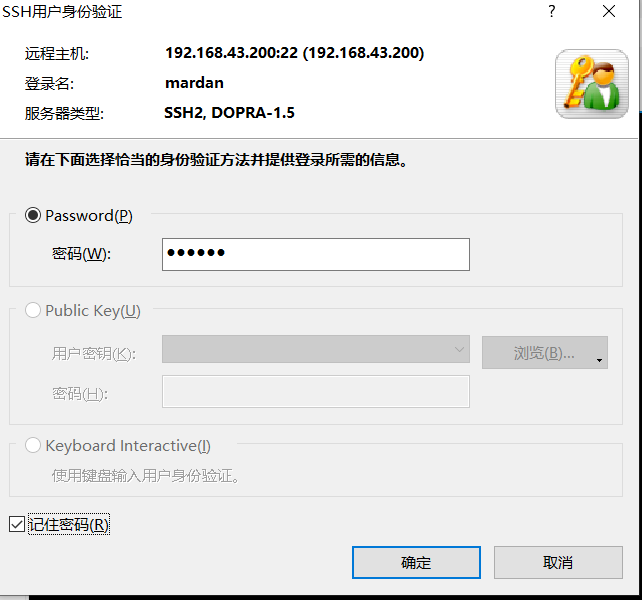 SSH用户身份验证
?
远程主机: 192.168.43.200:22 (192.168.43.200)
登录名: mardan
服务器类型: SSH2, DOPRA-1.5
请在下面选择恰当的身份验证方法并提供登录所需的信息。
Password(P)
密码(W): ●●●●●●
Public Key(U)
用户密钥(K): 浏览(B)...
密码(H):
Keyboard Interactive(I)
使用键盘输入用户身份验证。
记住密码(R)
确定 取消